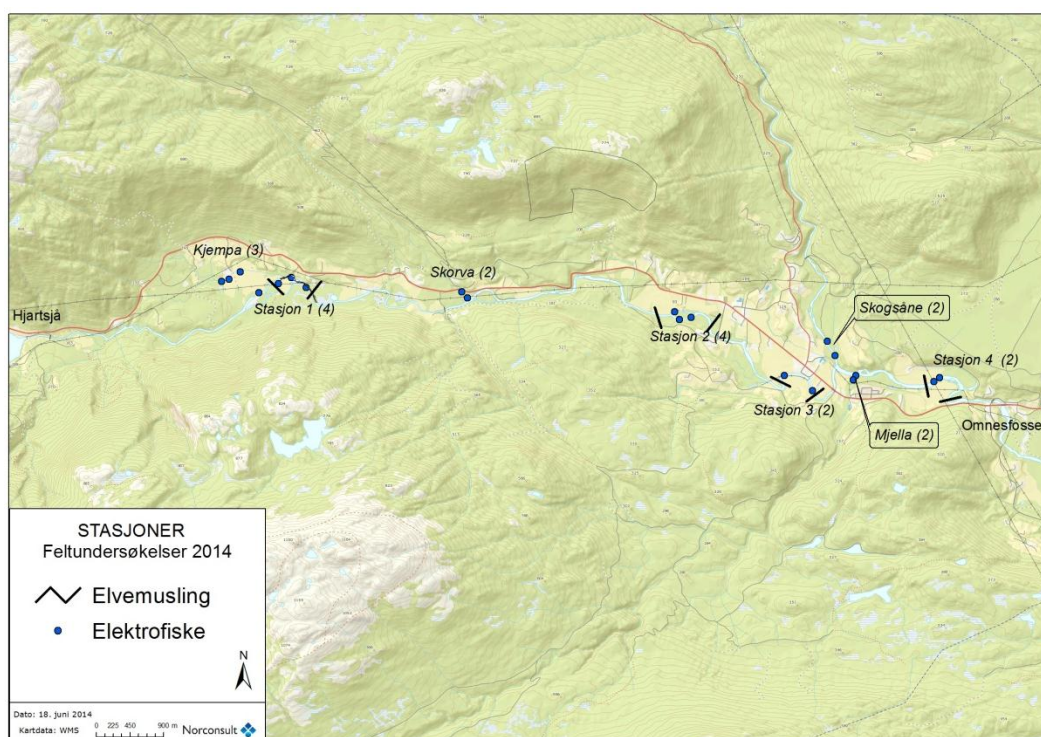 Kjempa (3)
Skorva (2)
Hjartsjå
Stasjon 1 (4)
Skogsåne (2)
Stasjon 2 (4)
Stasjon 4 (2)
Stasjon 3 (2)
Omnesfosse
Mjella (2)
STASJONER
Feltundersøkelser 2014
Elvemusling
Elektrofiske
N
Dato: 18. juni 2014
Kartdata: WMS
0 225 450 900 m
Norconsult